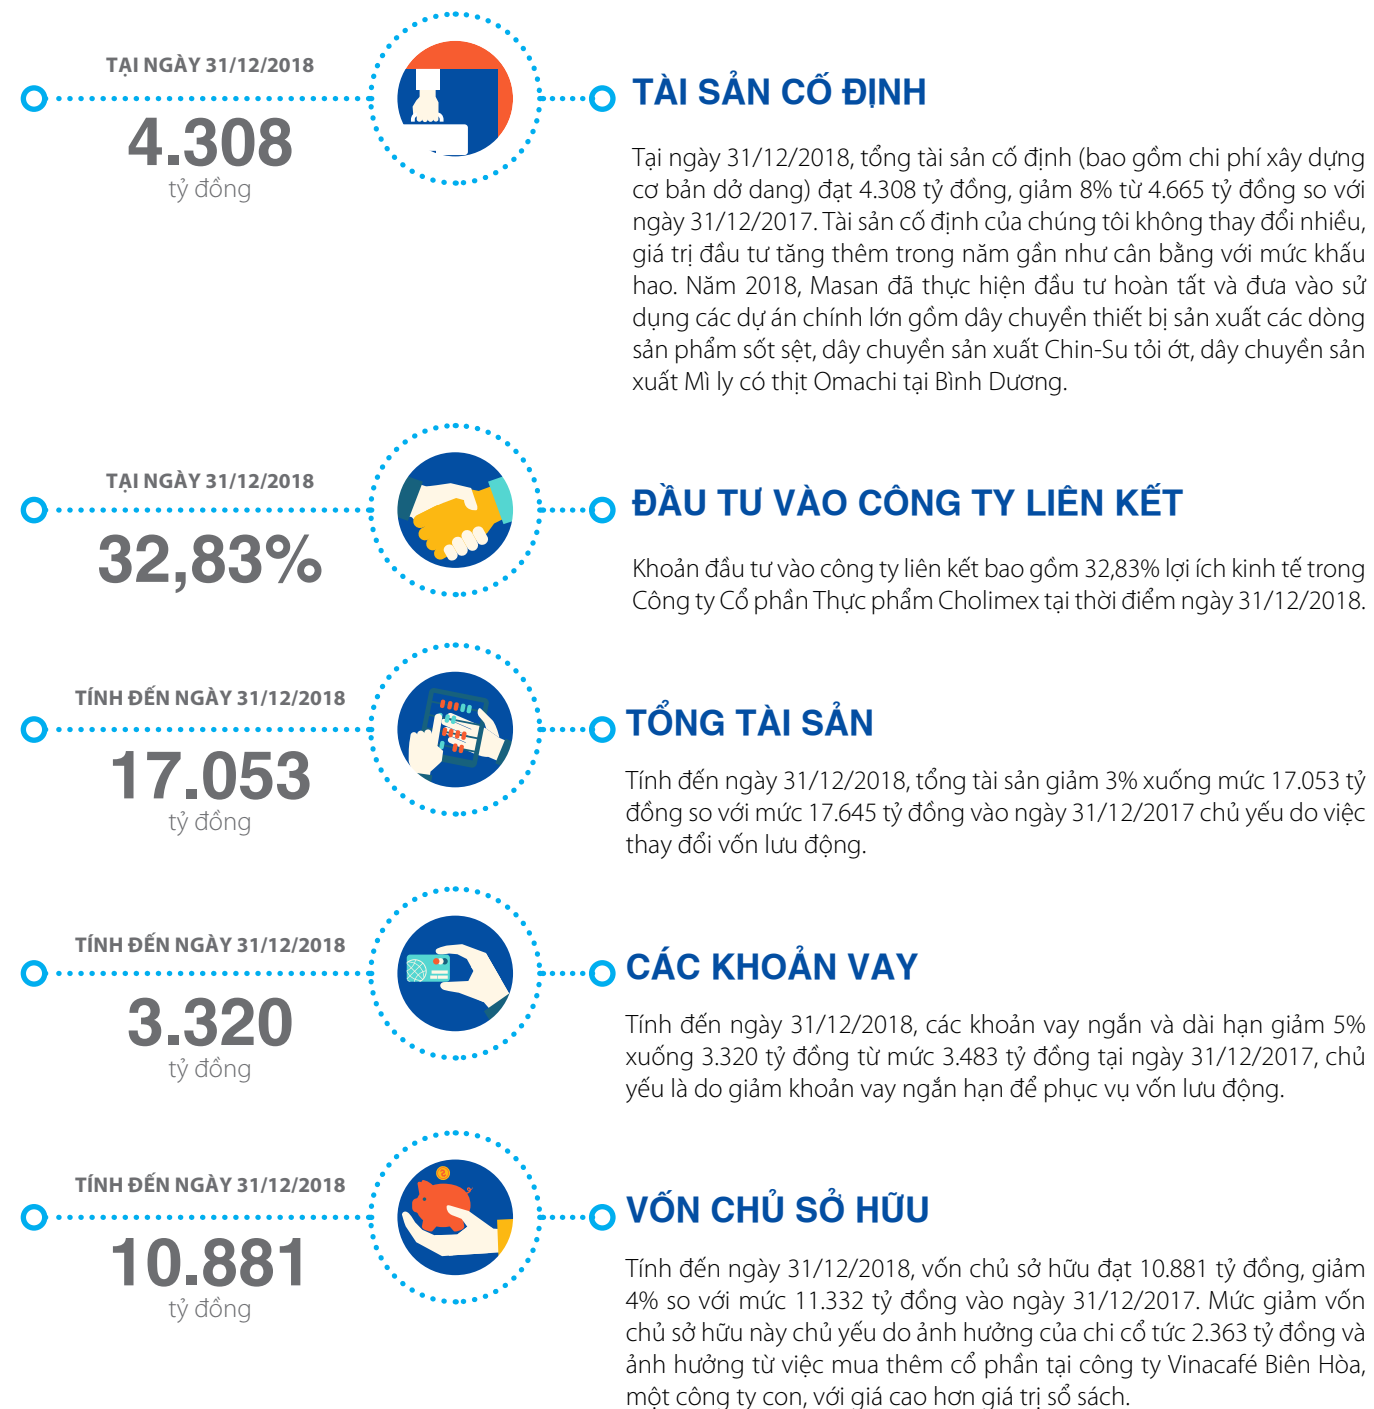 TẠI NGÀY 31/12/2018
4.308
tỷ đồng
TÀI SẢN CỐ ĐỊNH
Tại ngày 31/12/2018, tổng tài sản cố định (bao gồm chi phí xây dựng
cơ bản dở dang) đạt 4.308 tỷ đồng, giảm 8% từ 4.665 tỷ đồng so với
ngày 31/12/2017. Tài sản cố định của chúng tôi không thay đổi nhiều,
giá trị đầu tư tăng thêm trong năm gần như cân bằng với mức khấu
hao. Năm 2018, Masan đã thực hiện đầu tư hoàn tất và đưa vào sử
dụng các dự án chính lớn gồm dây chuyền thiết bị sản xuất các dòng
sản phẩm sốt sệt, dây chuyền sản xuất Chin-Su tỏi ớt, dây chuyền sản
xuất Mì ly có thịt Omachi tại Bình Dương.
TẠI NGÀY 31/12/2018
32,83%
ĐẦU TƯ VÀO CÔNG TY LIÊN KẾT
Khoản đầu tư vào công ty liên kết bao gồm 32,83% lợi ích kinh tế trong
Công ty Cổ phần Thực phẩm Cholimex tại thời điểm ngày 31/12/2018.
TÍNH ĐẾN NGÀY 31/12/2018
17.053
tỷ đồng
TỔNG TÀI SẢN
Tính đến ngày 31/12/2018, tổng tài sản giảm 3% xuống mức 17.053 tỷ
đồng so với mức 17.645 tỷ đồng vào ngày 31/12/2017 chủ yếu do việc
thay đổi vốn lưu động.
TÍNH ĐẾN NGÀY 31/12/2018
3.320
tỷ đồng
CÁC KHOẢN VAY
Tính đến ngày 31/12/2018, các khoản vay ngắn và dài hạn giảm 5%
xuống 3.320 tỷ đồng từ mức 3.483 tỷ đồng tại ngày 31/12/2017, chủ
yếu là do giảm khoản vay ngắn hạn để phục vụ vốn lưu động.
TÍNH ĐẾN NGÀY 31/12/2018
10.881
tỷ đồng
VỐN CHỦ SỞ HỮU
Tính đến ngày 31/12/2018, vốn chủ sở hữu đạt 10.881 tỷ đồng, giảm
4% so với mức 11.332 tỷ đồng vào ngày 31/12/2017. Mức giảm vốn
chủ sở hữu này chủ yếu do ảnh hưởng của chi cổ tức 2.363 tỷ đồng và
ảnh hưởng từ việc mua thêm cổ phần tại công ty Vinacafé Biên Hòa,
một công ty con, với giá cao hơn giá trị sổ sách.